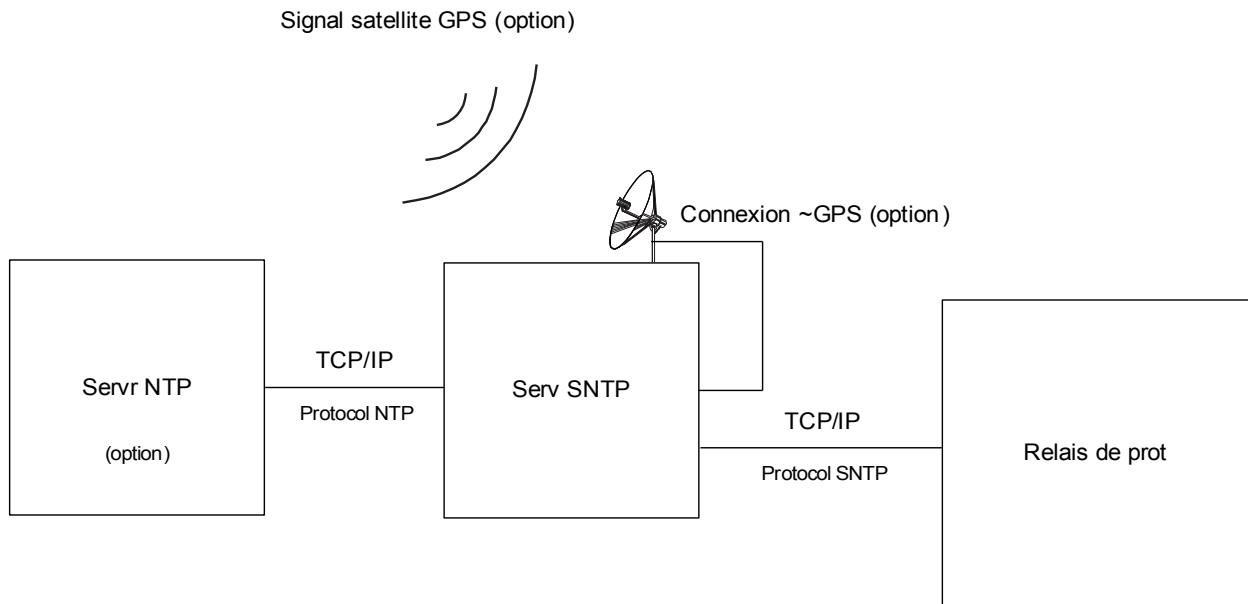 Signal satellite GPS (option)
Connexion ~GPS (option)
Servr NTP
(option)
TCP/IP
Protocol NTP
Serv SNTP
TCP/IP
Protocol SNTP
Relais de prot